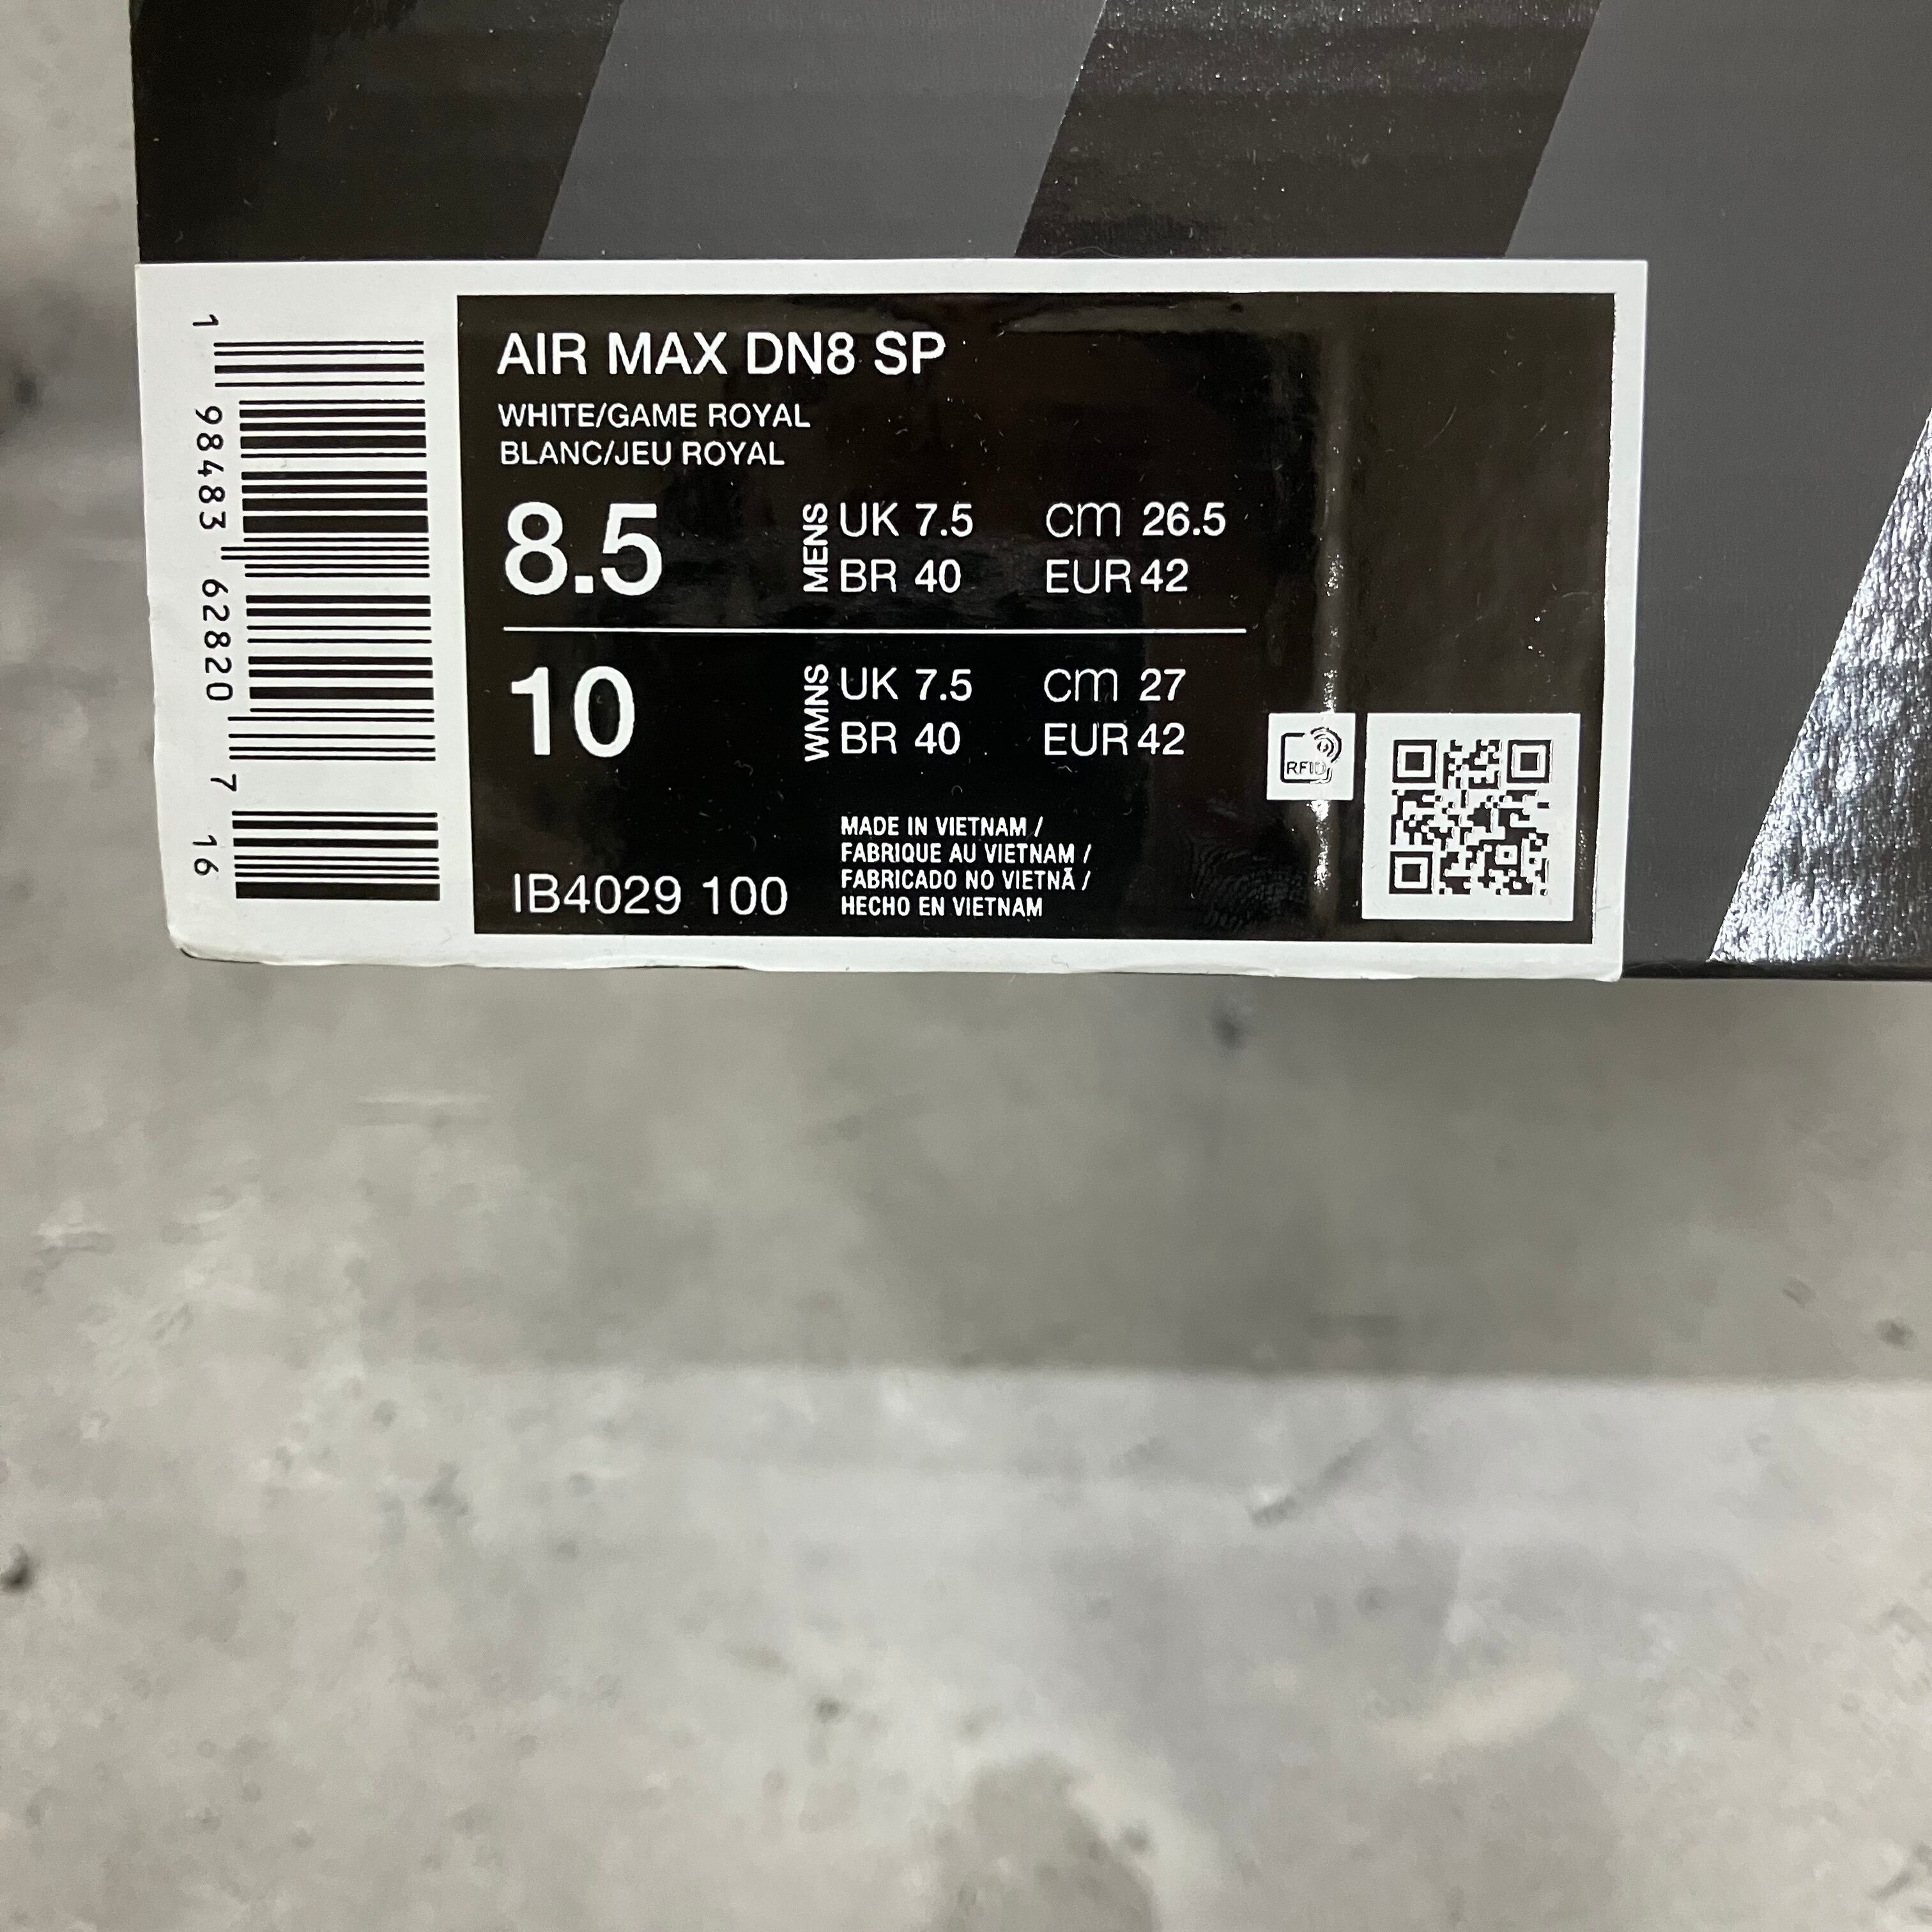 1 98483 62820 7 16
AIR MAX DN8 SP
WHITE/GAME ROYAL
BLANC/JEU ROYAL
8.5 MENS UK 7.5 cm 26.5
BR 40 EUR 42
10 WMNS UK 7.5 cm 27
BR 40 EUR 42
RFID
MADE IN VIETNAM /
FABRIQUE AU VIETNAM /
FABRICADO NO VIETNÃ /
HECHO EN VIETNAM
IB4029 100